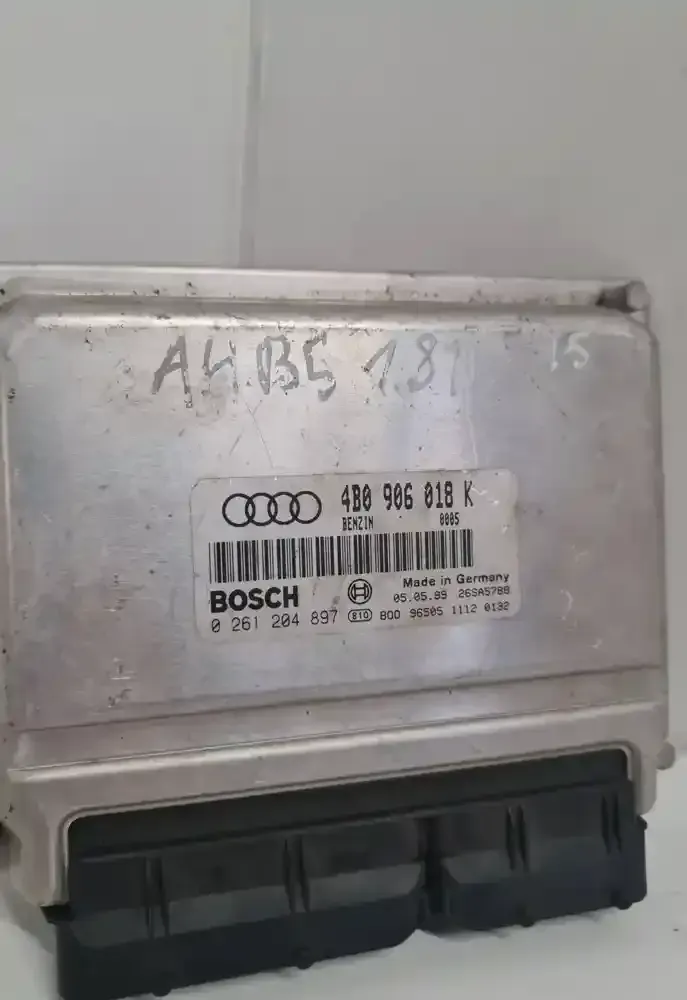 A4.B5 1.8T 15
4B0 906 018 K
BENZIN 0005
Made in Germany
BOSCH 05.05.99 26SA5788
0 261 204 897 810 800 96505 1112 0132